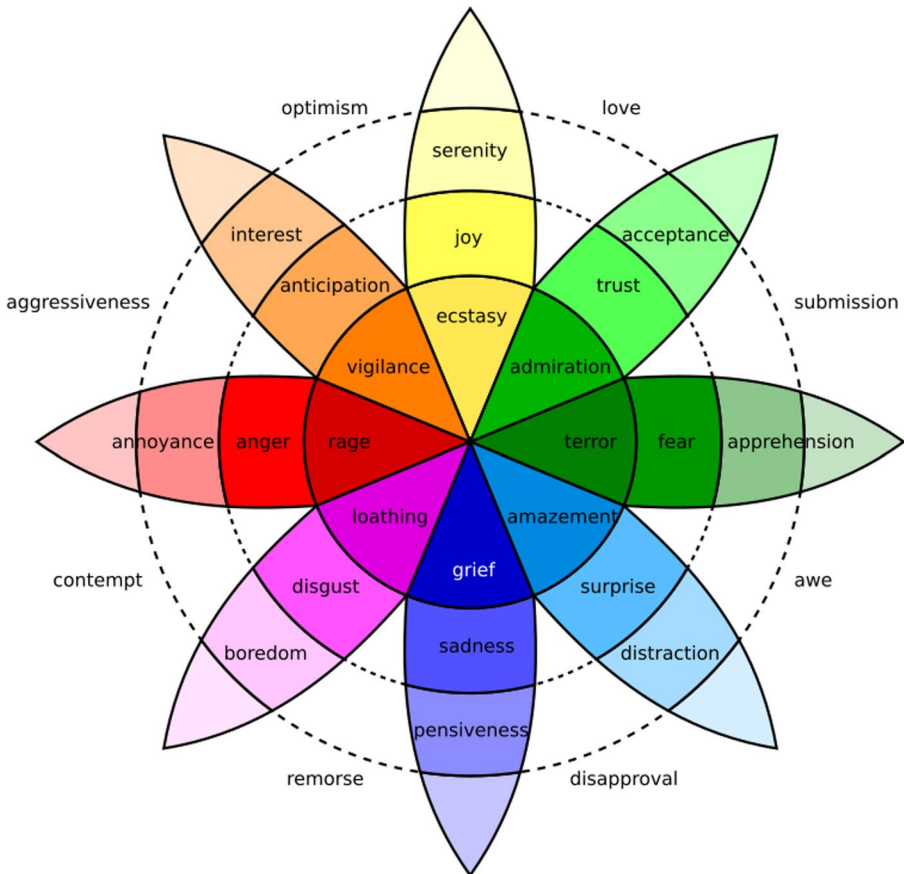 optimism
love
serenity
interest
acceptance
joy
anticipation
trust
aggressiveness
submission
ecstasy
vigilance
admiration
annoyance
anger
rage
terror
fear
apprehension
loathing
amazement
grief
contempt
disgust
surprise
awe
boredom
sadness
distraction
pensiveness
remorse
disapproval